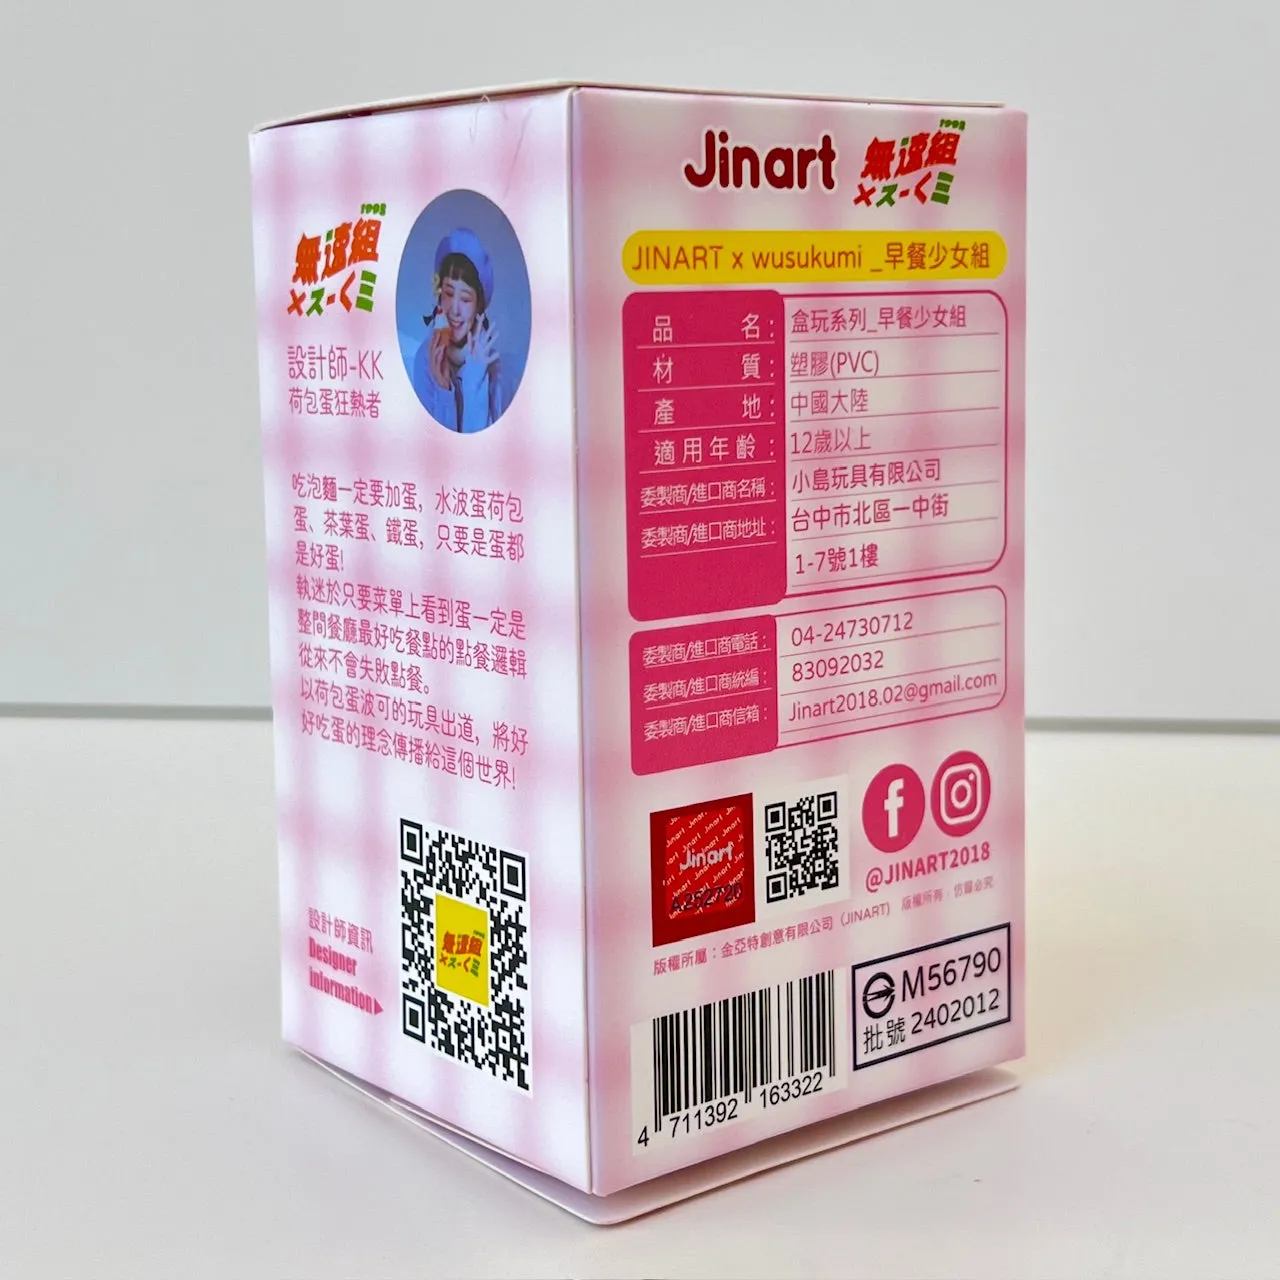 1998
無速組
×スーくミ
設計師-KK
荷包蛋狂熱者
吃泡麵一定要加蛋，水波蛋荷包
蛋、茶葉蛋、鐵蛋，只要是蛋都
是好蛋!
執迷於只要菜單上看到蛋一定是
整間餐廳最好吃餐點的點餐邏輯
從來不會失敗點餐。
以荷包蛋波可的玩具出道，將好
好吃蛋的理念傳播給這個世界!
設計師資訊
Designer
information▶
無速組
×スーくミ
Jinart
1998
無速組
×スーくミ
JINART x wusukumi _早餐少女組
品名： 盒玩系列_早餐少女組
材質： 塑膠(PVC)
產地： 中國大陸
適用年齡： 12歲以上
委製商/進口商名稱： 小島玩具有限公司
委製商/進口商地址： 台中市北區一中街
1-7號1樓
委製商/進口商電話： 04-24730712
委製商/進口商統編： 83092032
委製商/進口商信箱： Jinart2018.02@gmail.com
Jinart
A252720
@JINART2018
版權所有，仿冒必究
版權所屬：金亞特創意有限公司（JINART）
M56790
批號 2402012
4 711392 163322